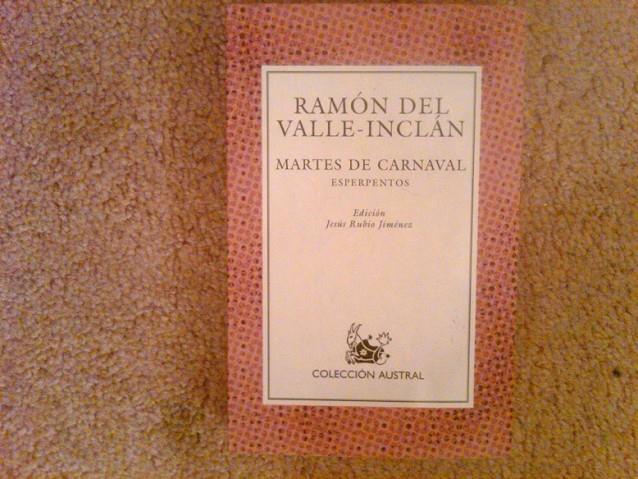 RAMÓN DEL
VALLE-INCLÁN
MARTES DE CARNAVAL
ESPERPENTOS
Edición
Jesús Rubio Jiménez
COLECCIÓN AUSTRAL